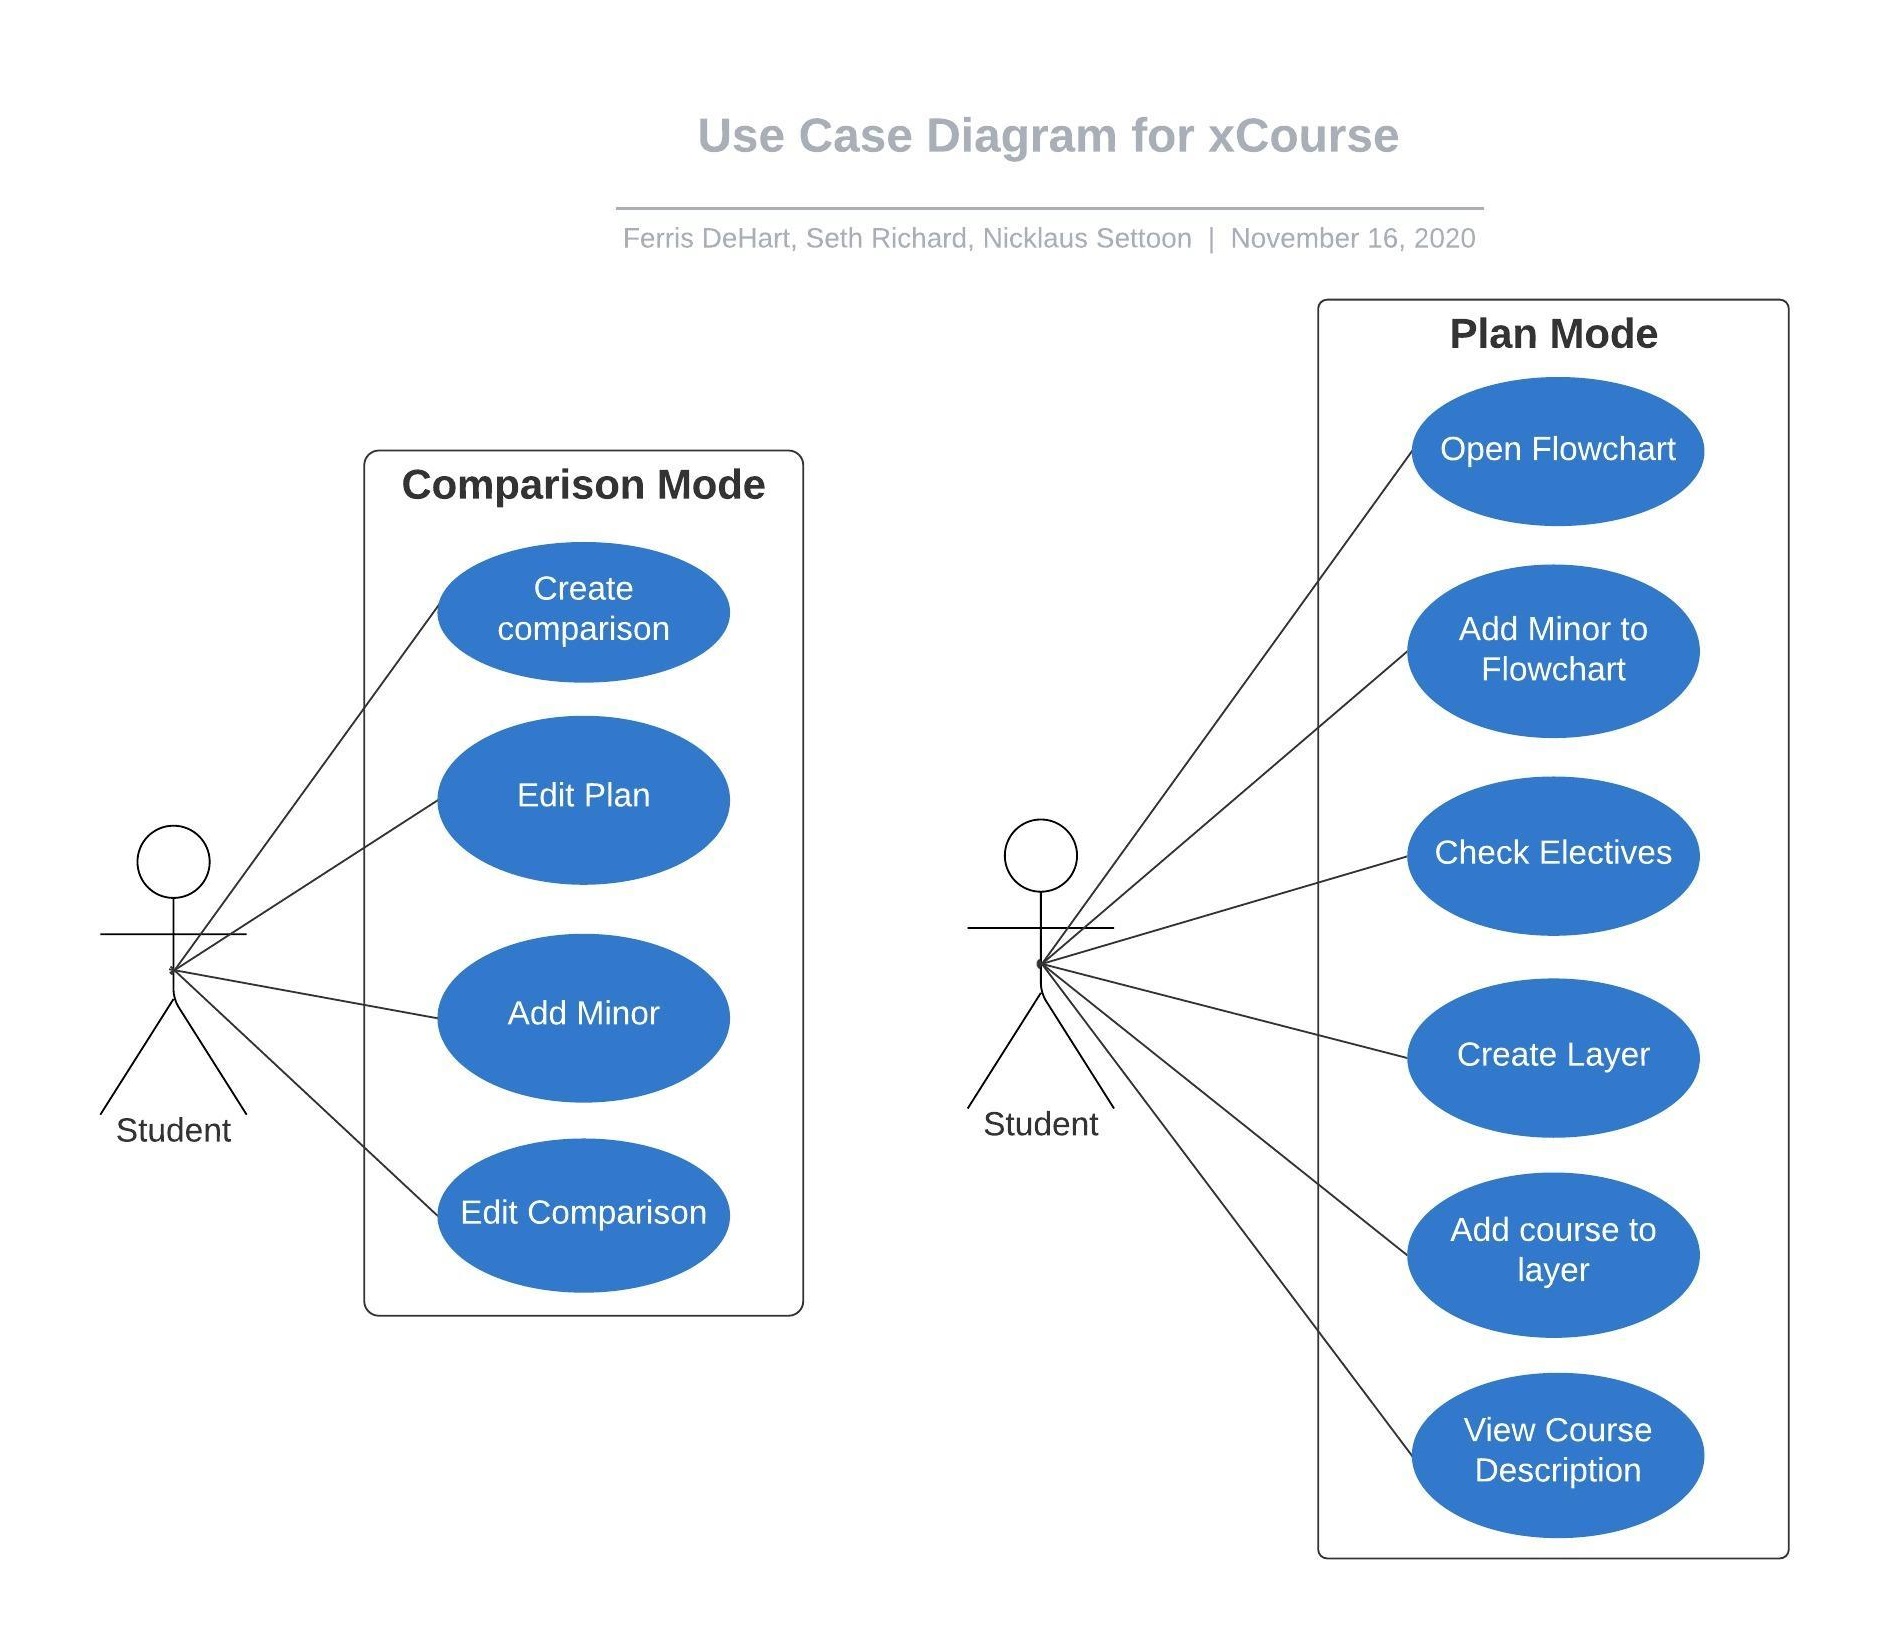 Use Case Diagram for xCourse
Ferris DeHart, Seth Richard, Nicklaus Settoon | November 16, 2020
Comparison Mode
Create
comparison
Edit Plan
Add Minor
Edit Comparison
Student
Plan Mode
Open Flowchart
Add Minor to
Flowchart
Check Electives
Create Layer
Add course to
layer
View Course
Description
Student